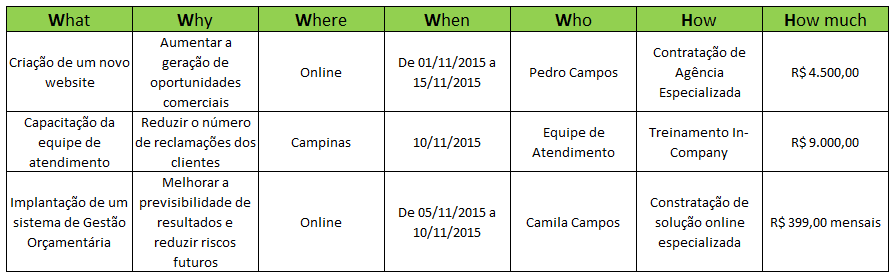 What Why Where When Who How How much
Criação de um novo
website
Aumentar a
geração de
oportunidades
comerciais
Online
De 01/11/2015 a
15/11/2015
Pedro Campos
Contratação de
Agência
Especializada
R$ 4.500,00
Capacitação da
equipe de
atendimento
Reduzir o número
de reclamações dos
clientes
Campinas
10/11/2015
Equipe de
Atendimento
Treinamento In-
Company
R$ 9.000,00
Implantação de um
sistema de Gestão
Orçamentária
Melhorar a
previsibilidade de
resultados e
reduzir riscos
futuros
Online
De 05/11/2015 a
10/11/2015
Camila Campos
Constratação de
solução online
especializada
R$ 399,00 mensais